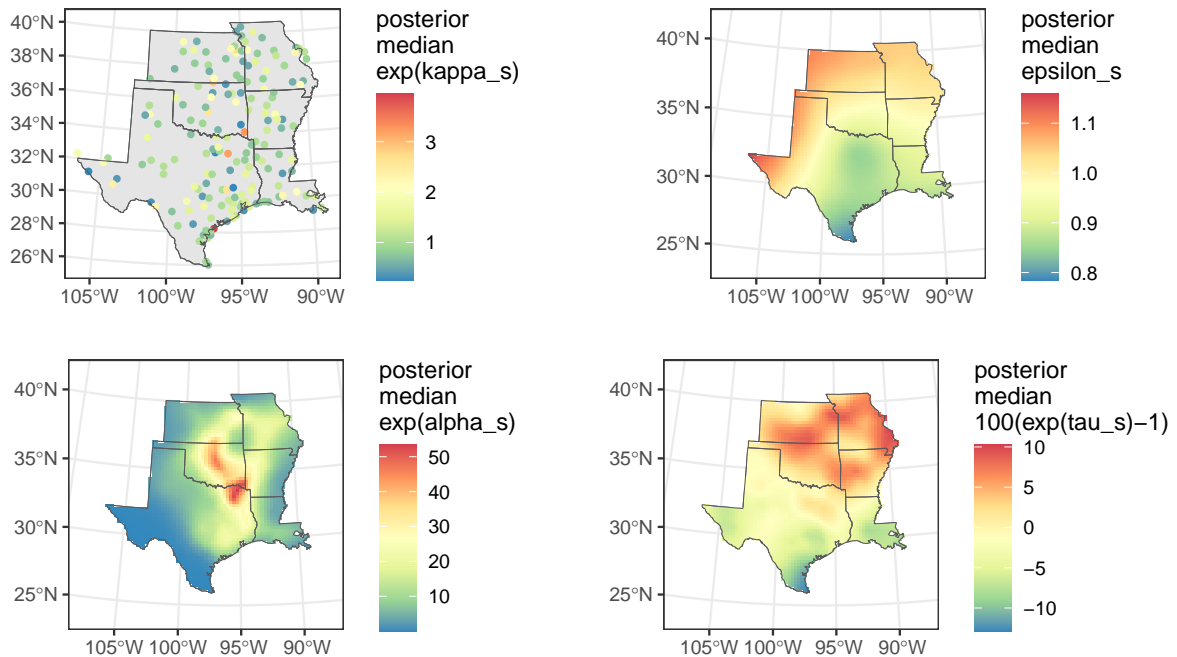 posterior
median
exp(kappa_s)
40°N
38°N
36°N
34°N
32°N
30°N
28°N
26°N
3
2
1
105°W 100°W 95°W 90°W
posterior
median
epsilon_s
40°N
35°N
30°N
25°N
1.1
1.0
0.9
0.8
105°W 100°W 95°W 90°W
posterior
median
exp(alpha_s)
40°N
35°N
30°N
25°N
50
40
30
20
10
105°W 100°W 95°W 90°W
posterior
median
100(exp(tau_s)−1)
40°N
35°N
30°N
25°N
10
5
0
−5
−10
105°W 100°W 95°W 90°W